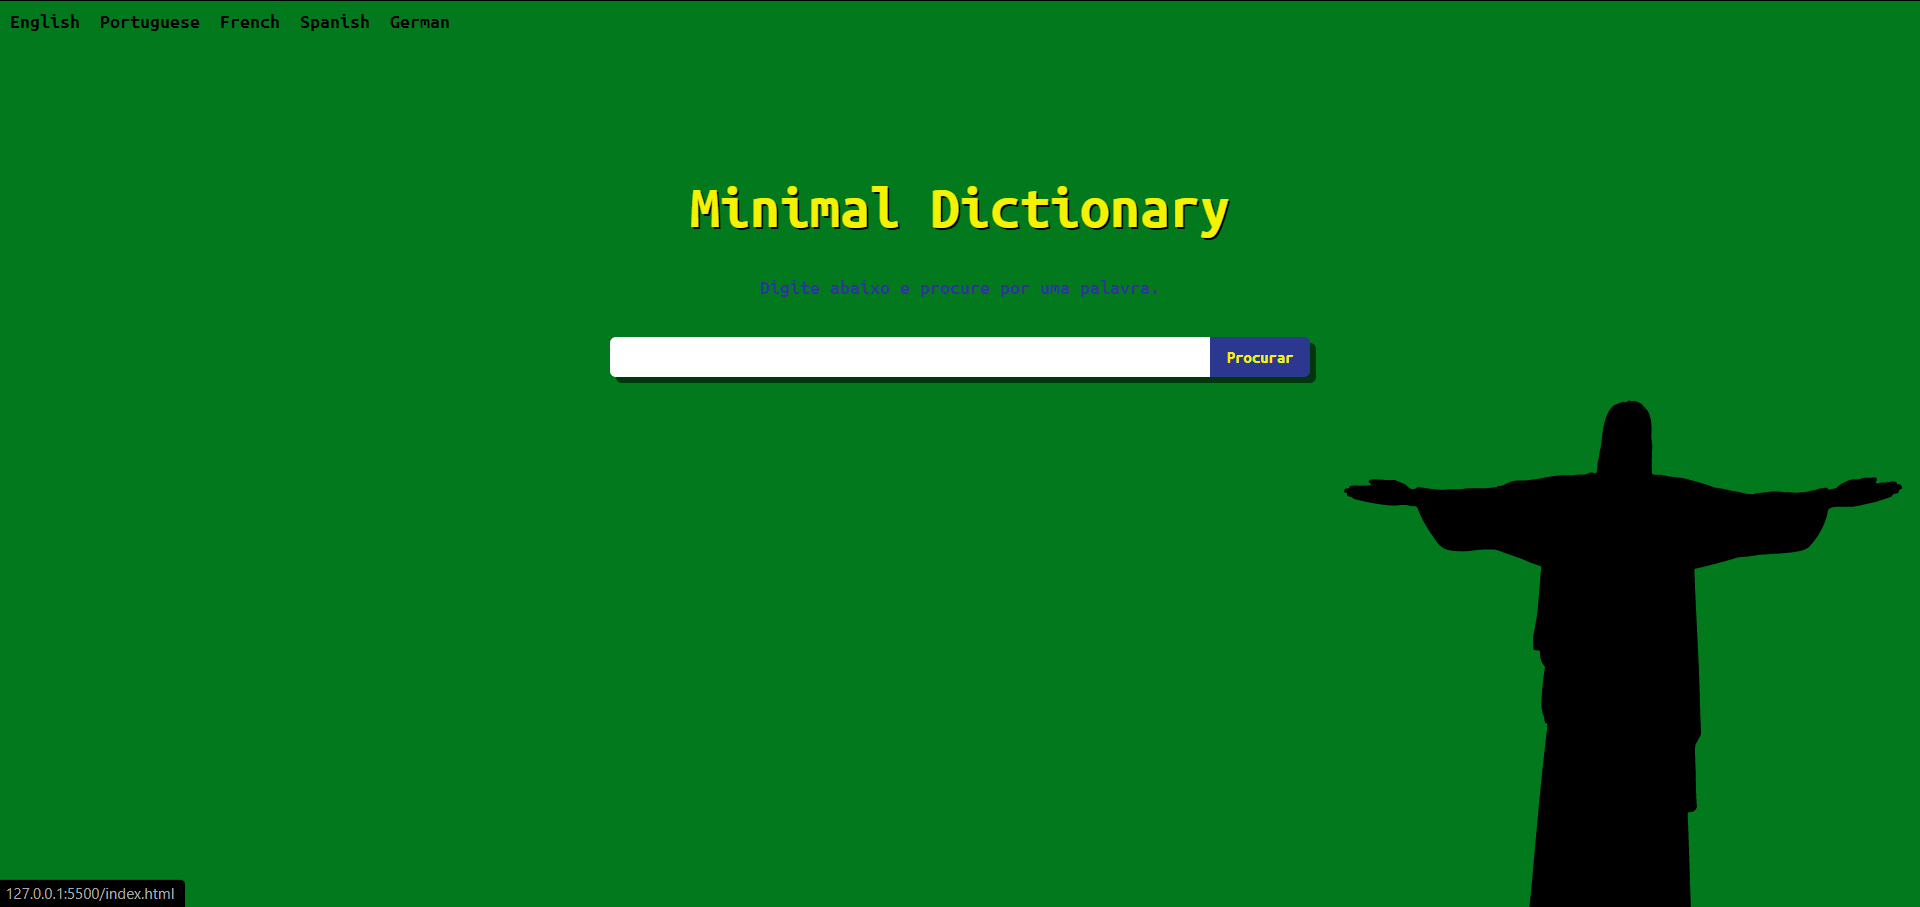 English Portuguese French Spanish German
Minimal Dictionary
Digite abaixo e procure por uma palavra.
Procurar
127.0.0.1:5500/index.html